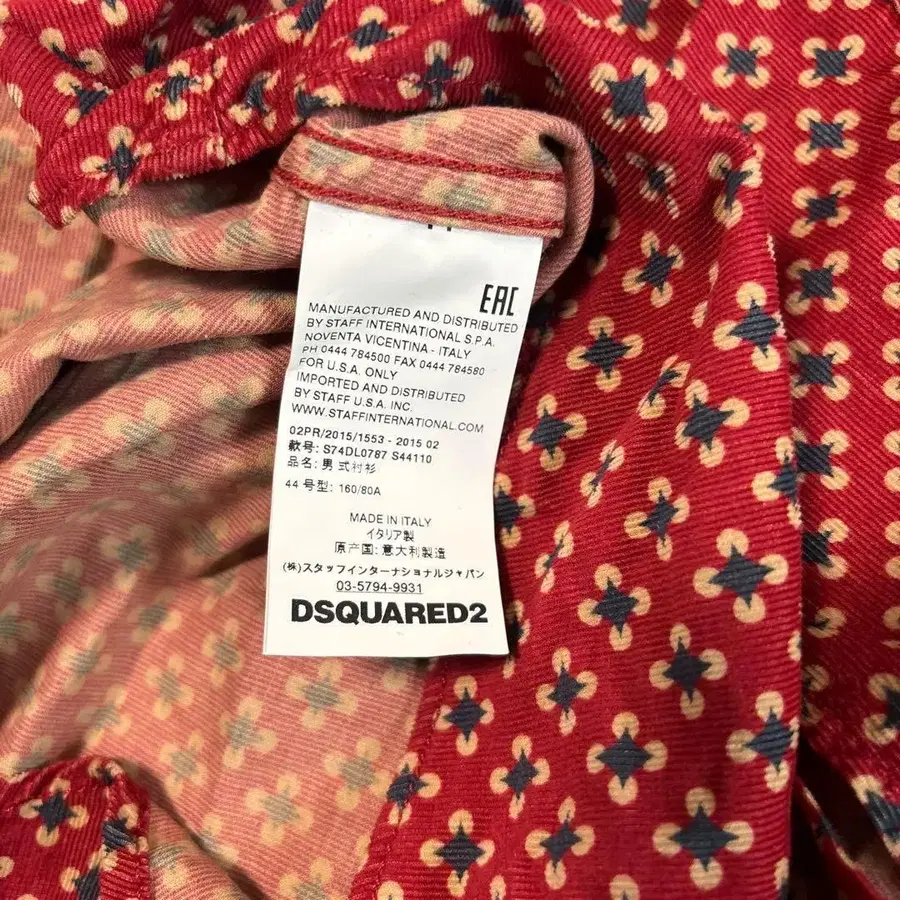 EAC
MANUFACTURED AND DISTRIBUTED
BY STAFF INTERNATIONAL S.P.A.
NOVENTA VICENTINA - ITALY
PH 0444 784500 FAX 0444 784580
FOR U.S.A. ONLY
IMPORTED AND DISTRIBUTED
BY STAFF U.S.A. INC.
WWW.STAFFINTERNATIONAL.COM
02PR/2015/1553 - 2015 02
款号: S74DL0787 S44110
品名: 男 式衬衫
44 号型: 160/80A
MADE IN ITALY
イタリア製
原产国: 意大利製造
(株)スタッフインターナショナルジャパン
03-5794-9931
DSQUARED2